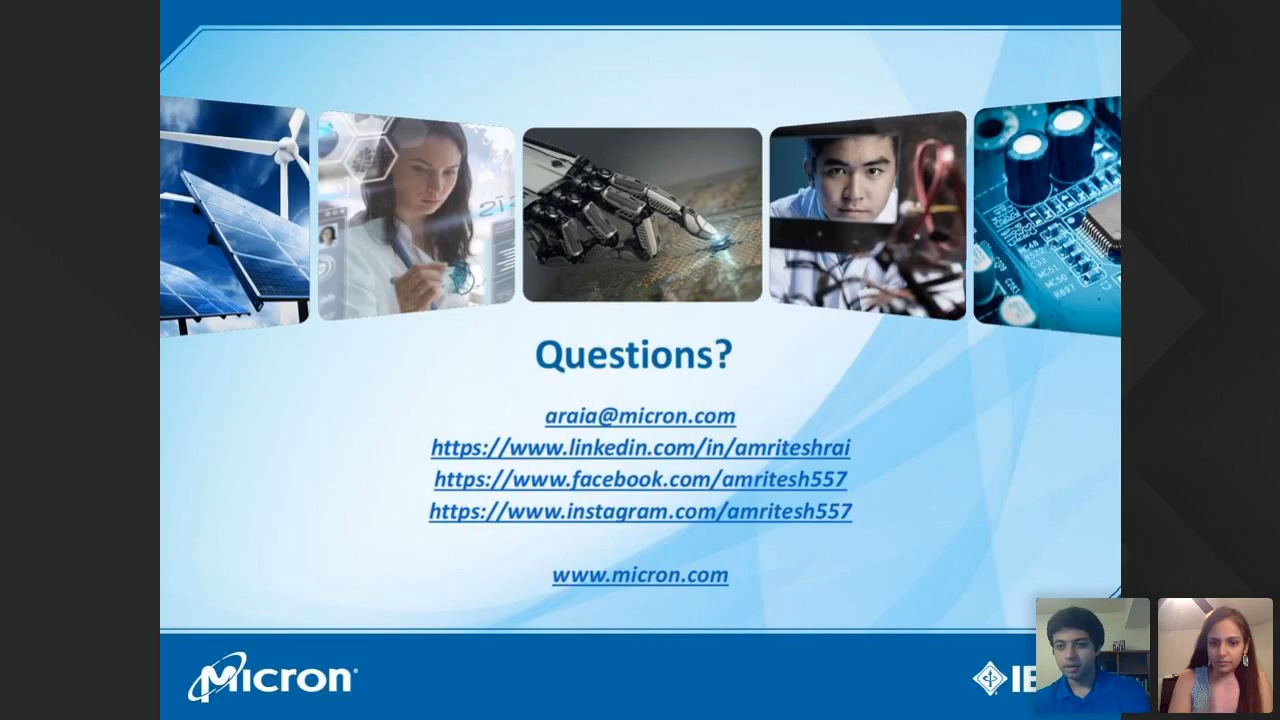 Questions?
araia@micron.com
https://www.linkedin.com/in/amriteshrai
https://www.facebook.com/amritesh557
https://www.instagram.com/amritesh557
www.micron.com
Micron